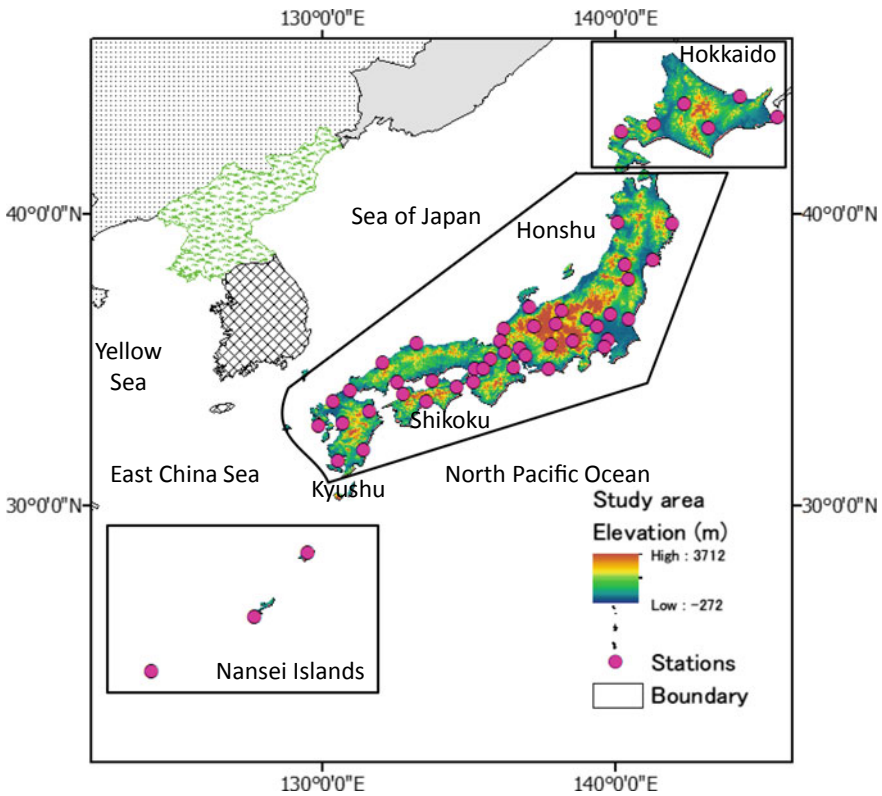 130°0'0"E 140°0'0"E
Hokkaido
40°0'0"N 40°0'0"N
Sea of Japan
Honshu
Yellow
Sea
Shikoku
East China Sea
North Pacific Ocean
Kyushu
30°0'0"N 30°0'0"N
Study area
Elevation (m)
High : 3712
Low : -272
Nansei Islands
Stations
Boundary
130°0'0"E 140°0'0"E